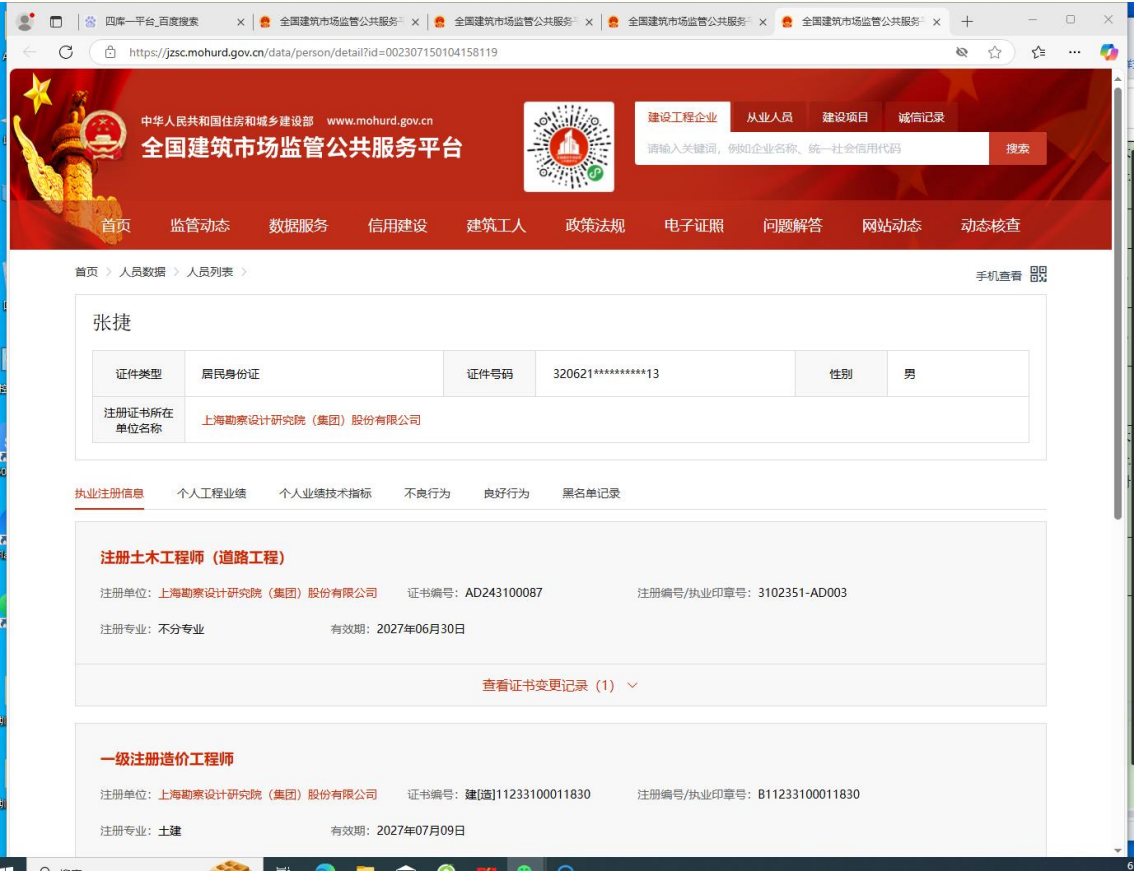 四库一平台_百度搜索 全国建筑市场监管公共服务平 全国建筑市场监管公共服务 全国建筑市场监管公共服务平 全国建筑市场监管公共服务平
https://jzsc.mohurd.gov.cn/data/person/detail?id=002307150104158119
中华人民共和国住房和城乡建设部 www.mohurd.gov.cn
全国建筑市场监管公共服务平台
建设工程企业 从业人员 建设项目 诚信记录
请输入关键词，例如企业名称、统一社会信用代码 搜索
首页 监管动态 数据服务 信用建设 建筑工人 政策法规 电子证照 问题解答 网站动态 动态核查
首页 > 人员数据 > 人员列表 >
手机查看
张捷
证件类型 居民身份证 证件号码 320621**********13 性别 男
注册证书所在
单位名称
上海勘察设计研究院（集团）股份有限公司
执业注册信息 个人工程业绩 个人业绩技术指标 不良行为 良好行为 黑名单记录
注册土木工程师（道路工程）
注册单位：上海勘察设计研究院（集团）股份有限公司 证书编号：AD243100087 注册编号/执业印章号：3102351-AD003
注册专业：不分专业 有效期：2027年06月30日
查看证书变更记录（1）
一级注册造价工程师
注册单位：上海勘察设计研究院（集团）股份有限公司 证书编号：建[造]11233100011830 注册编号/执业印章号：B11233100011830
注册专业：土建 有效期：2027年07月09日